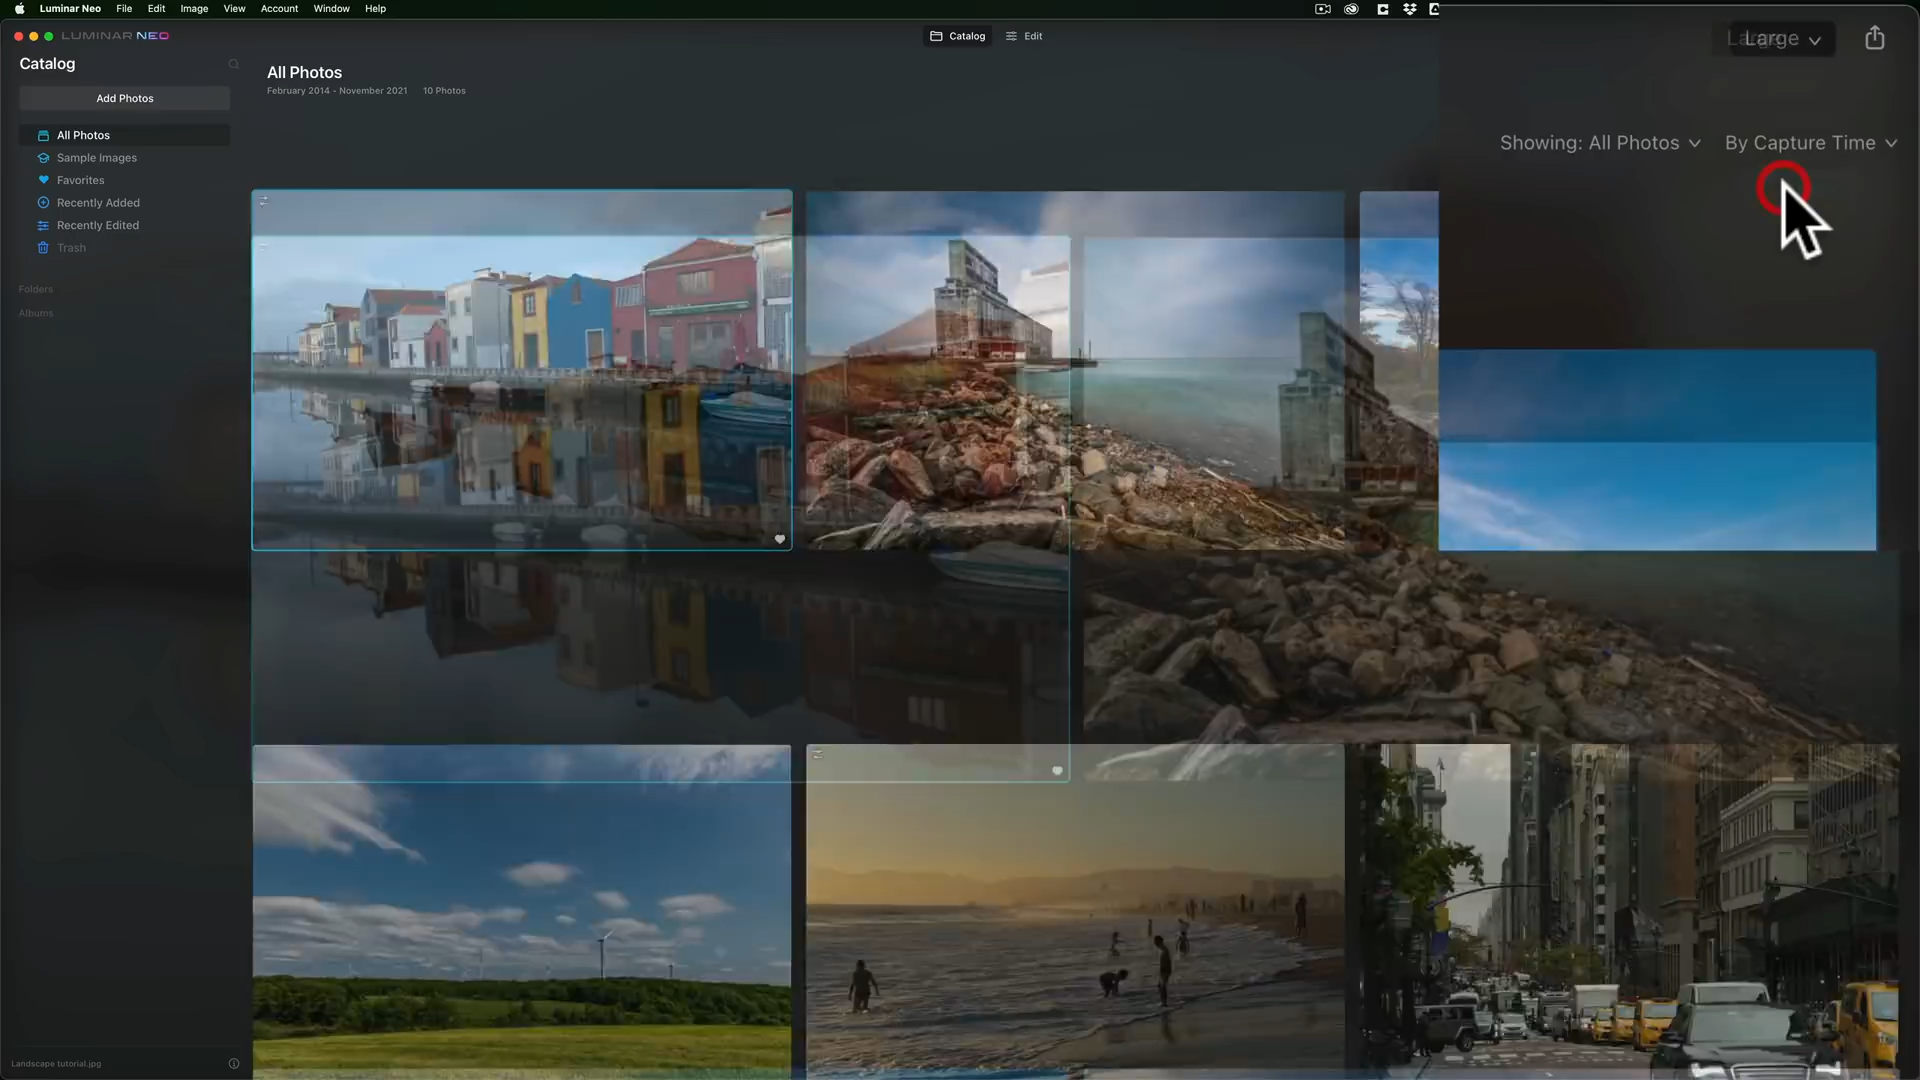 Luminar Neo File Edit Image View Account Window Help
LUMINAR NEO
Catalog Edit
Large
Catalog
All Photos
February 2014 - November 2021 10 Photos
Add Photos
Showing: All Photos By Capture Time
All Photos
Sample Images
Favorites
Recently Added
Recently Edited
Trash
Folders
Albums
Landscape tutorial.jpg